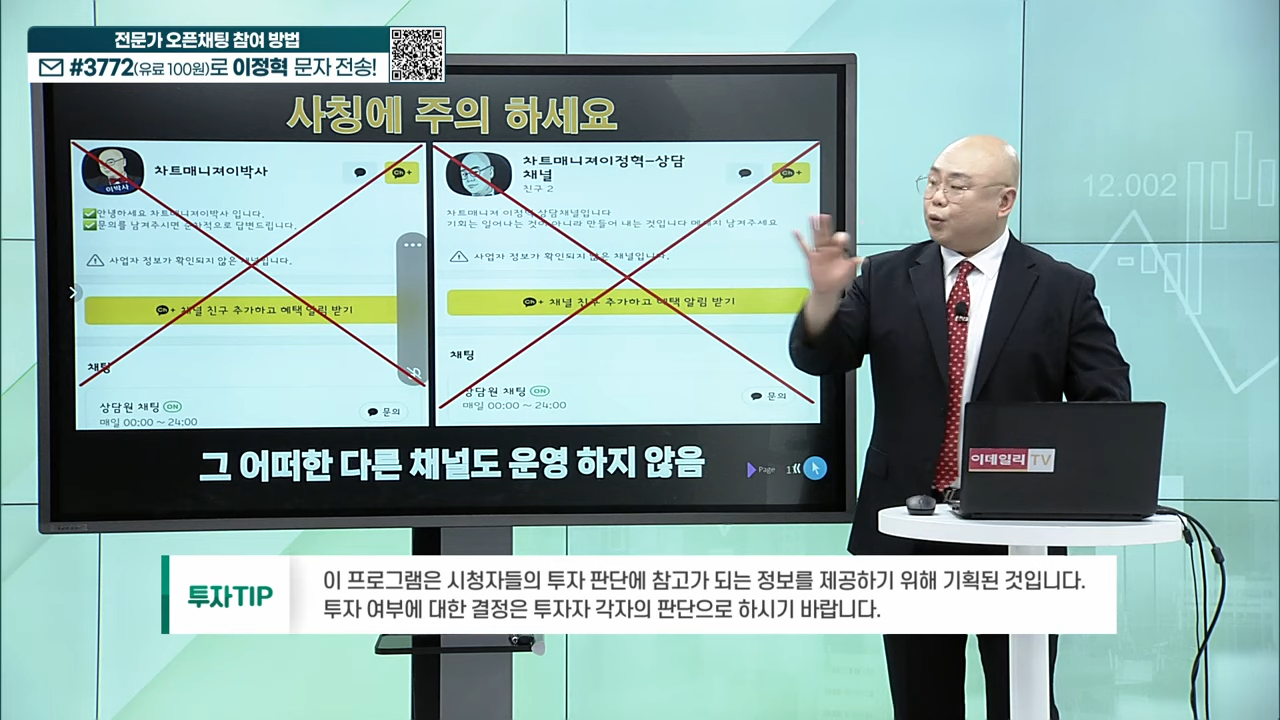 전문가 오픈채팅 참여 방법
#3772(유료 100원)로 이정혁 문자 전송!
사칭에 주의 하세요
이박사
차트매니져이박사
Ch+
✅안녕하세요 차트매니져이박사 입니다.
✅문의를 남겨주시면 순차적으로 답변드립니다.
사업자 정보가 확인되지 않은 채널입니다.
Ch+ 채널 친구 추가하고 혜택 알림 받기
채팅
상담원 채팅 ON
매일 00:00 ~ 24:00
문의
차트매니져이정혁-상담
채널
친구 2
Ch+
차트매니져 이정혁 상담채널입니다
기회는 일어나는 것이 아니라 만들어 내는 것입니다 메세지 남겨주세요
사업자 정보가 확인되지 않은 채널입니다.
Ch+ 채널 친구 추가하고 혜택 알림 받기
채팅
상담원 채팅 ON
매일 00:00 ~ 24:00
문의
그 어떠한 다른 채널도 운영 하지 않음
Page
12.002
이데일리 TV
투자TIP
이 프로그램은 시청자들의 투자 판단에 참고가 되는 정보를 제공하기 위해 기획된 것입니다.
투자 여부에 대한 결정은 투자자 각자의 판단으로 하시기 바랍니다.